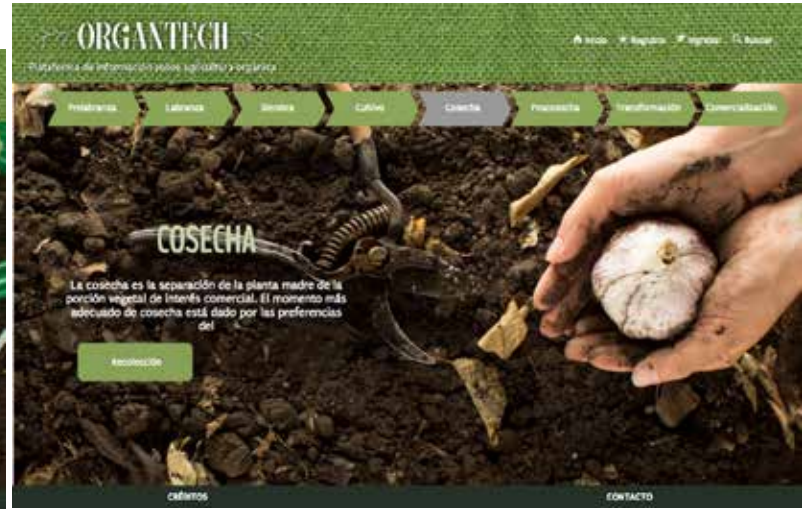 ORGANTECH
Plataforma de información sobre agricultura orgánica
Inicio Registro Ingresar Buscar
Prelabranza Labranza Siembra Cultivo Cosecha Poscosecha Transformación Comercialización
COSECHA
La cosecha es la separación de la planta madre de la
porción vegetal de interés comercial. El momento más
adecuado de cosecha está dado por las preferencias
del
Recolección
CRÉDITOS CONTACTO